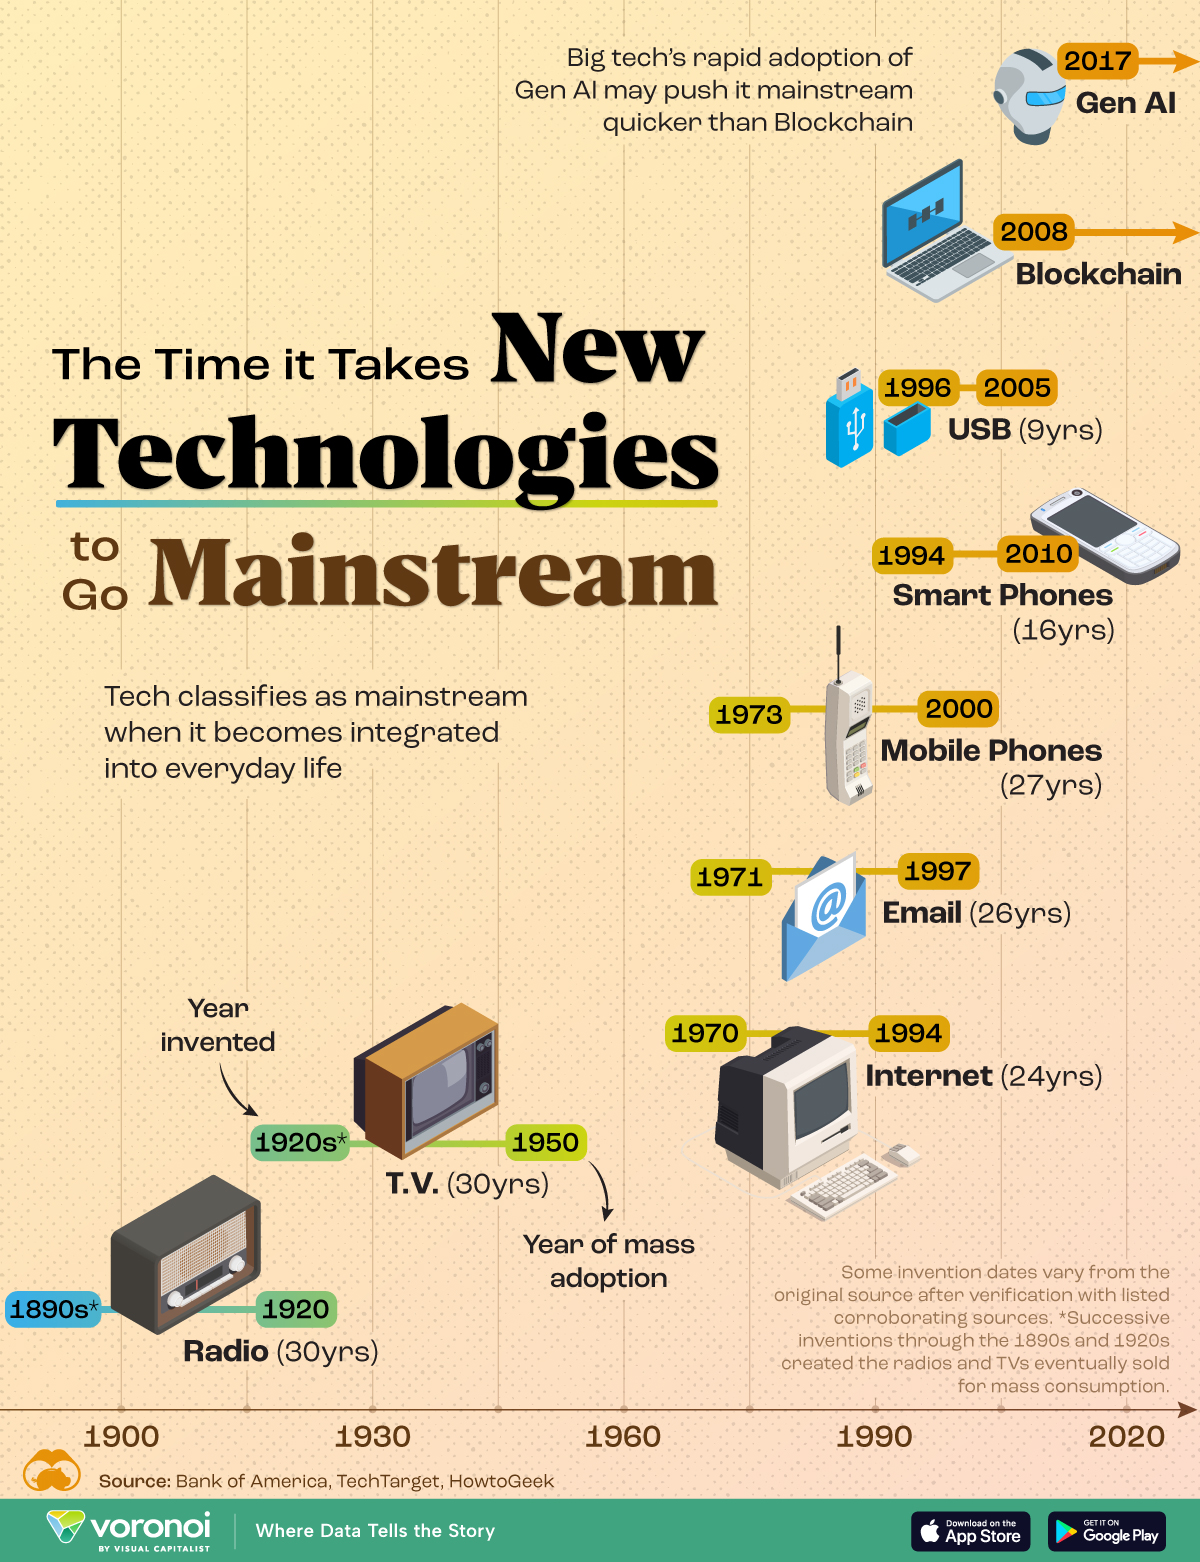 Big tech's rapid adoption of
Gen AI may push it mainstream
quicker than Blockchain
2017
Gen AI
2008
Blockchain
The Time it Takes New
Technologies
to
Go Mainstream
1996 2005
USB (9yrs)
1994 2010
Smart Phones
(16yrs)
Tech classifies as mainstream
when it becomes integrated
into everyday life
1973 2000
Mobile Phones
(27yrs)
1971 1997
@
Email (26yrs)
1970 1994
Internet (24yrs)
Year
invented
1920s* 1950
T.V. (30yrs)
Year of mass
adoption
1890s* 1920
Radio (30yrs)
Some invention dates vary from the
original source after verification with listed
corroborating sources. *Successive
inventions through the 1890s and 1920s
created the radios and TVs eventually sold
for mass consumption.
1900 1930 1960 1990 2020
Source: Bank of America, TechTarget, HowtoGeek
voronoi
BY VISUAL CAPITALIST
Where Data Tells the Story
Download on the
App Store
GET IT ON
Google Play